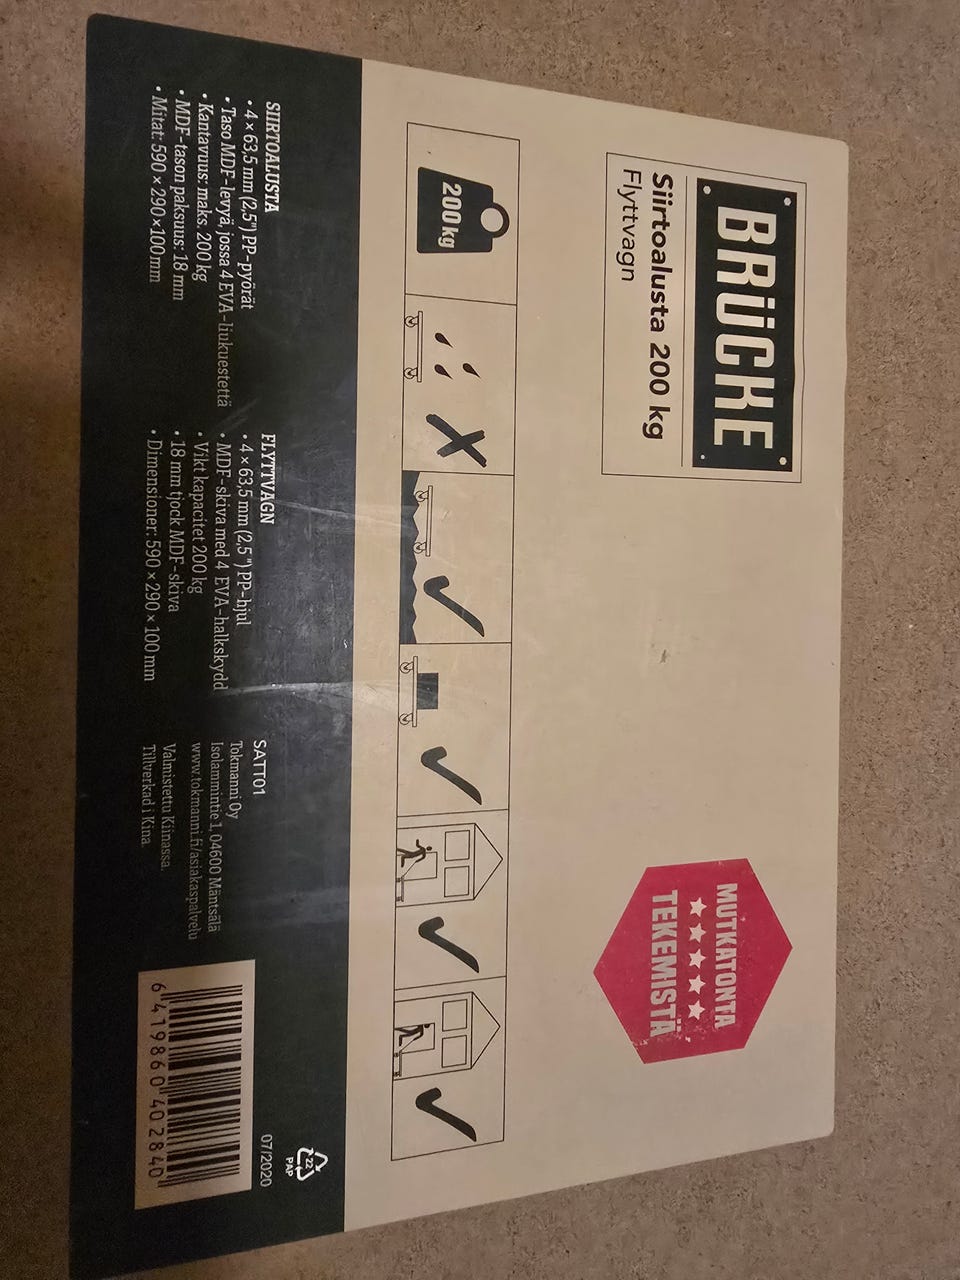 BRÜCKE
Siirtoalusta 200 kg
Flyttvagn
MUTKATONTA
TEKEMISTÄ
200 kg
SIIRTOALUSTA
• 4 × 63,5 mm (2,5") PP-pyörät
• Taso MDF-levyä, jossa 4 EVA-liukuestettä
• Kantavuus: maks. 200 kg
• MDF-tason paksuus: 18 mm
• Mitat: 590 × 290 × 100 mm
FLYTTVAGN
• 4 × 63,5 mm (2,5") PP-hjul
• MDF-skiva med 4 EVA-halkskydd
• Vikt kapacitet 200 kg
• 18 mm tjock MDF-skiva
• Dimensioner: 590 × 290 × 100 mm
SATT01
Tokmanni Oy
Isolammintie 1, 04600 Mäntsälä
www.tokmanni.fi/asiakaspalvelu
Valmistettu Kiinassa.
Tillverkad i Kina.
22
PAP
07/2020
6 419860 402840